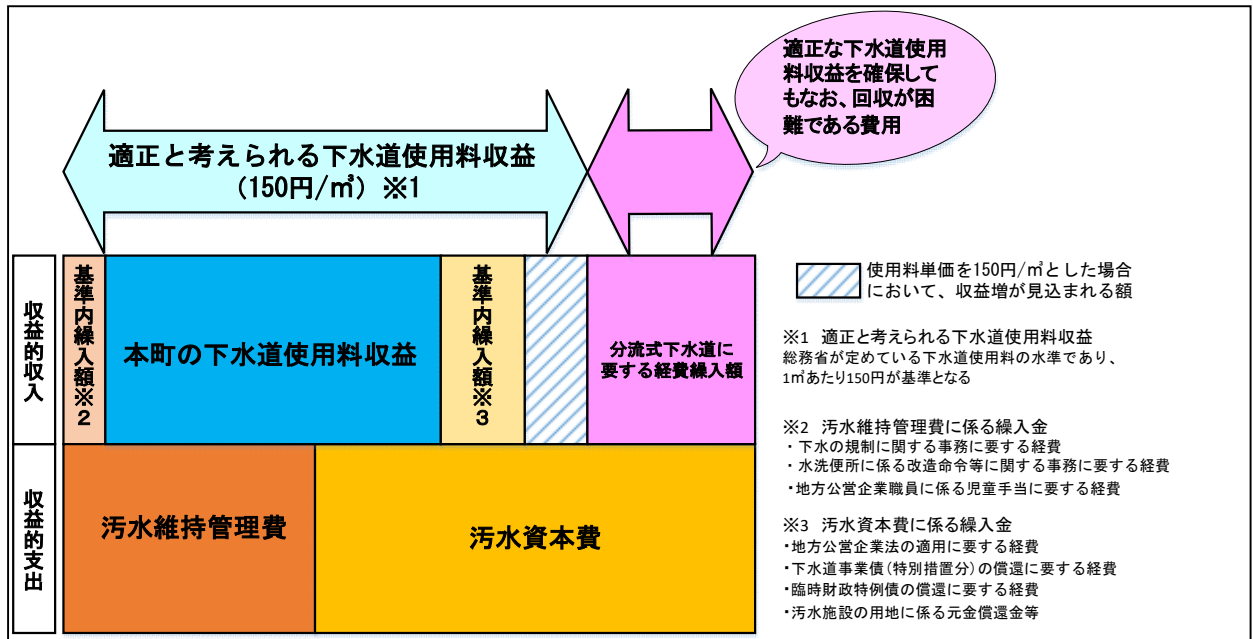 適正な下水道使用
料収益を確保して
もなお、回収が困
難である費用
適正と考えられる下水道使用料収益
(150円/㎥) ※1
収益的収入
基準内繰入額※2
本町の下水道使用料収益
基準内繰入額※3
分流式下水道に
要する経費繰入額
収益的支出
汚水維持管理費
汚水資本費
使用料単価を150円/㎥とした場合
において、収益増が見込まれる額
※1 適正と考えられる下水道使用料収益
総務省が定めている下水道使用料の水準であり、
1㎥あたり150円が基準となる
※2 汚水維持管理費に係る繰入金
・下水の規制に関する事務に要する経費
・水洗便所に係る改造命令等に関する事務に要する経費
・地方公営企業職員に係る児童手当に要する経費
※3 汚水資本費に係る繰入金
・地方公営企業法の適用に要する経費
・下水道事業債(特別措置分)の償還に要する経費
・臨時財政特例債の償還に要する経費
・汚水施設の用地に係る元金償還金等